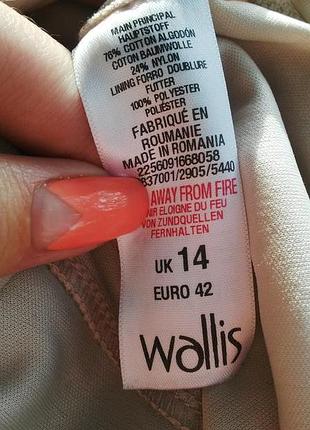 MAIN PRINCIPAL
HAUPTSTOFF
76% COTTON ALGODÓN
COTON BAUMWOLLE
24% NYLON
LINING FORRO DOUBLURE
FUTTER
100% POLYESTER
POLIÉSTER
FABRIQUÉ EN
ROUMANIE
MADE IN ROMANIA
2256091668058
B37001/2905/5440
AWAY FROM FIRE
ELOIGNE DU FEU
VON ZUNDQUELLEN
FERNHALTEN
UK 14
EURO 42
wallis